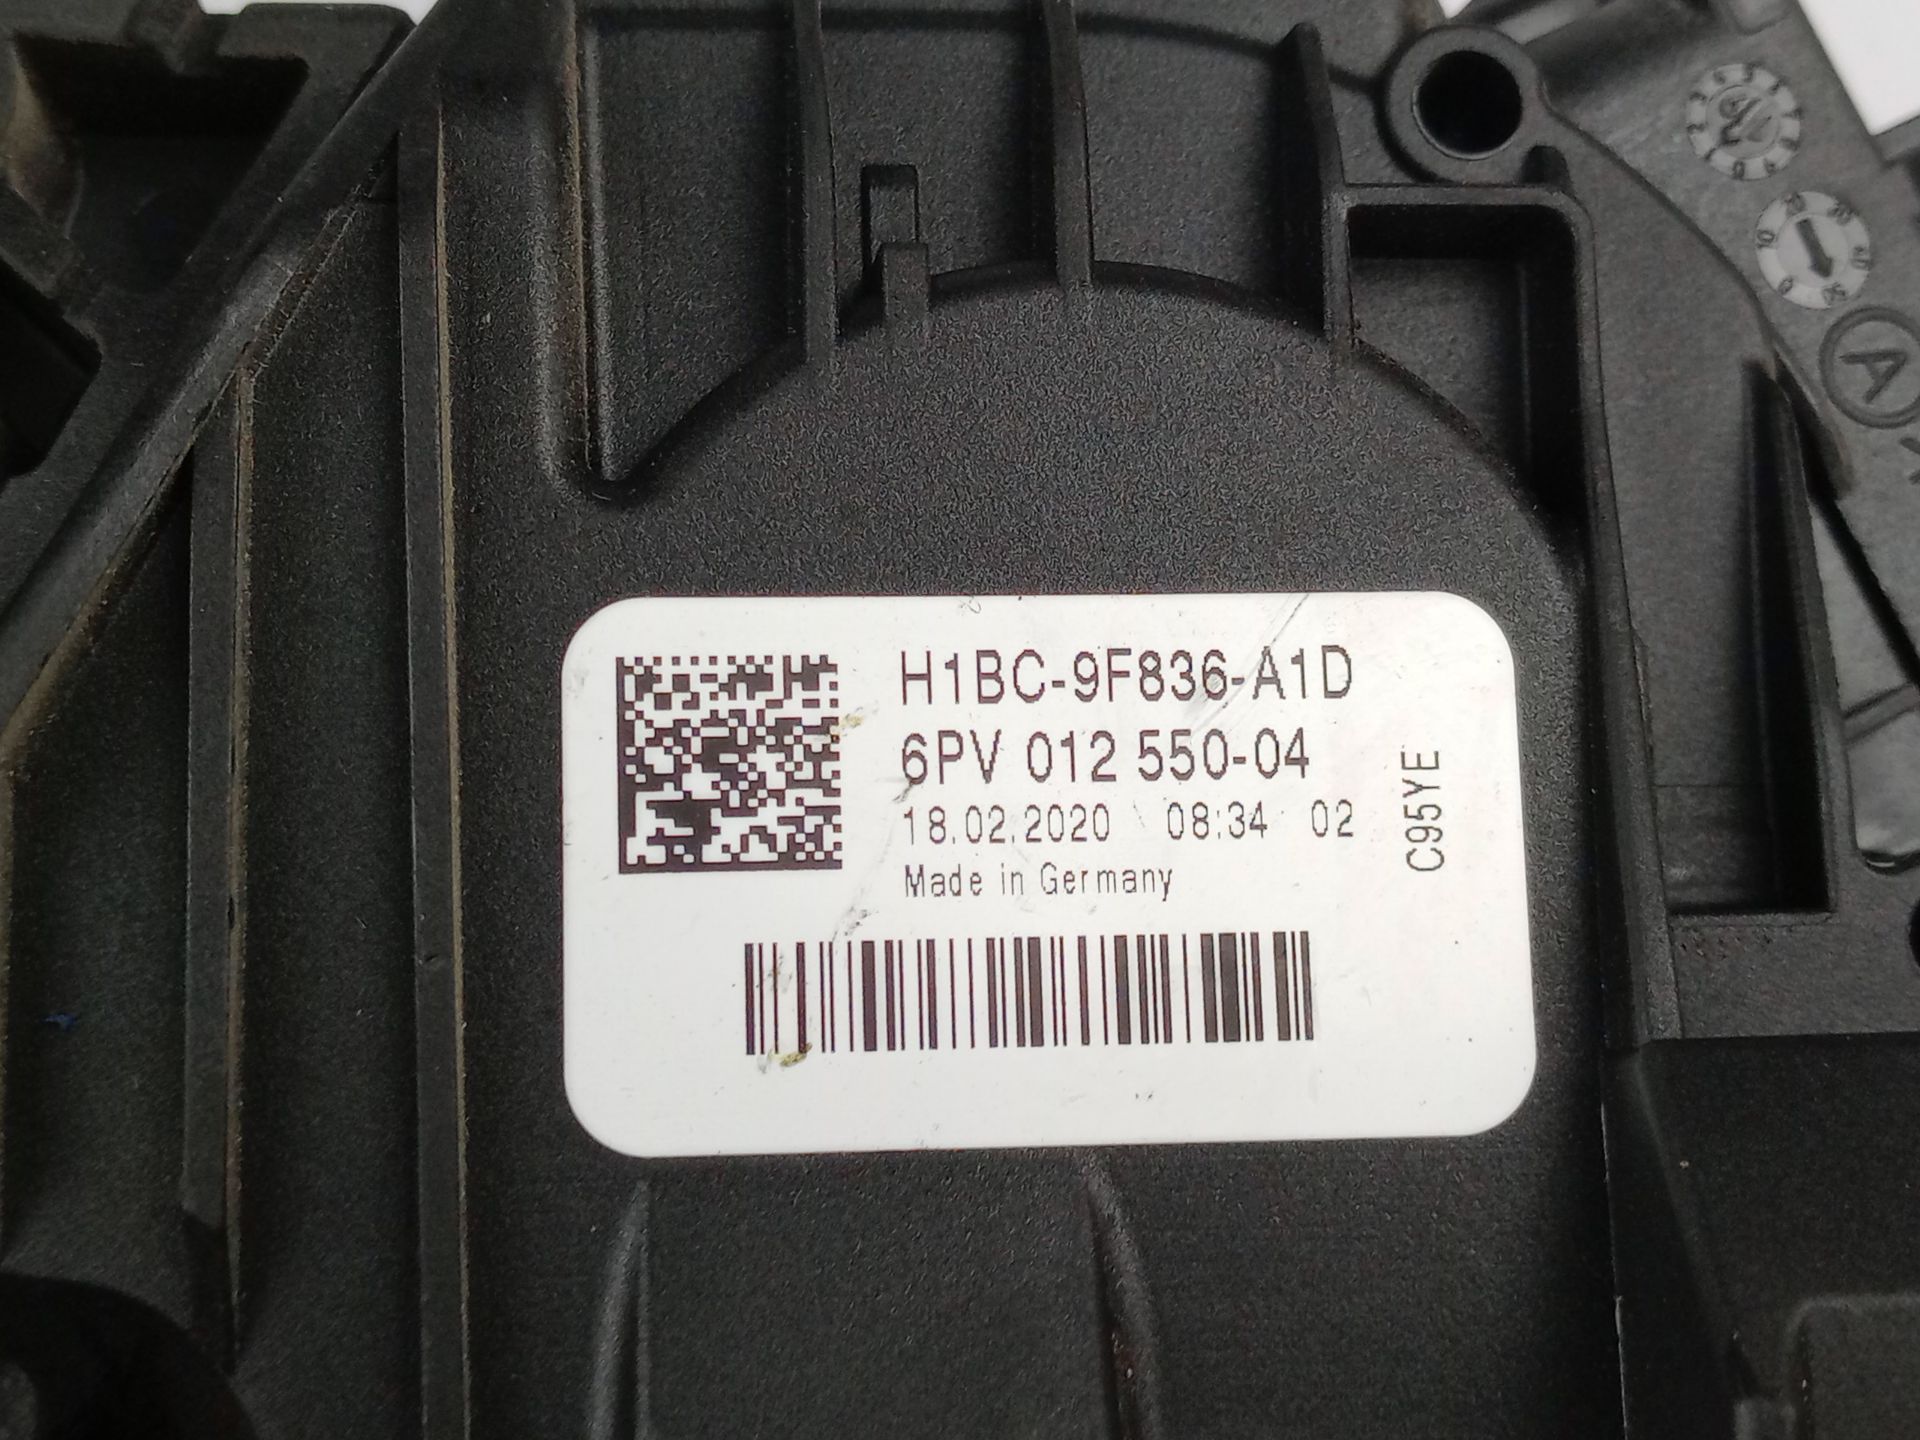 H1BC-9F836-A1D
6PV 012 550-04
18.02.2020 08:34 02
Made in Germany
C95YE
A